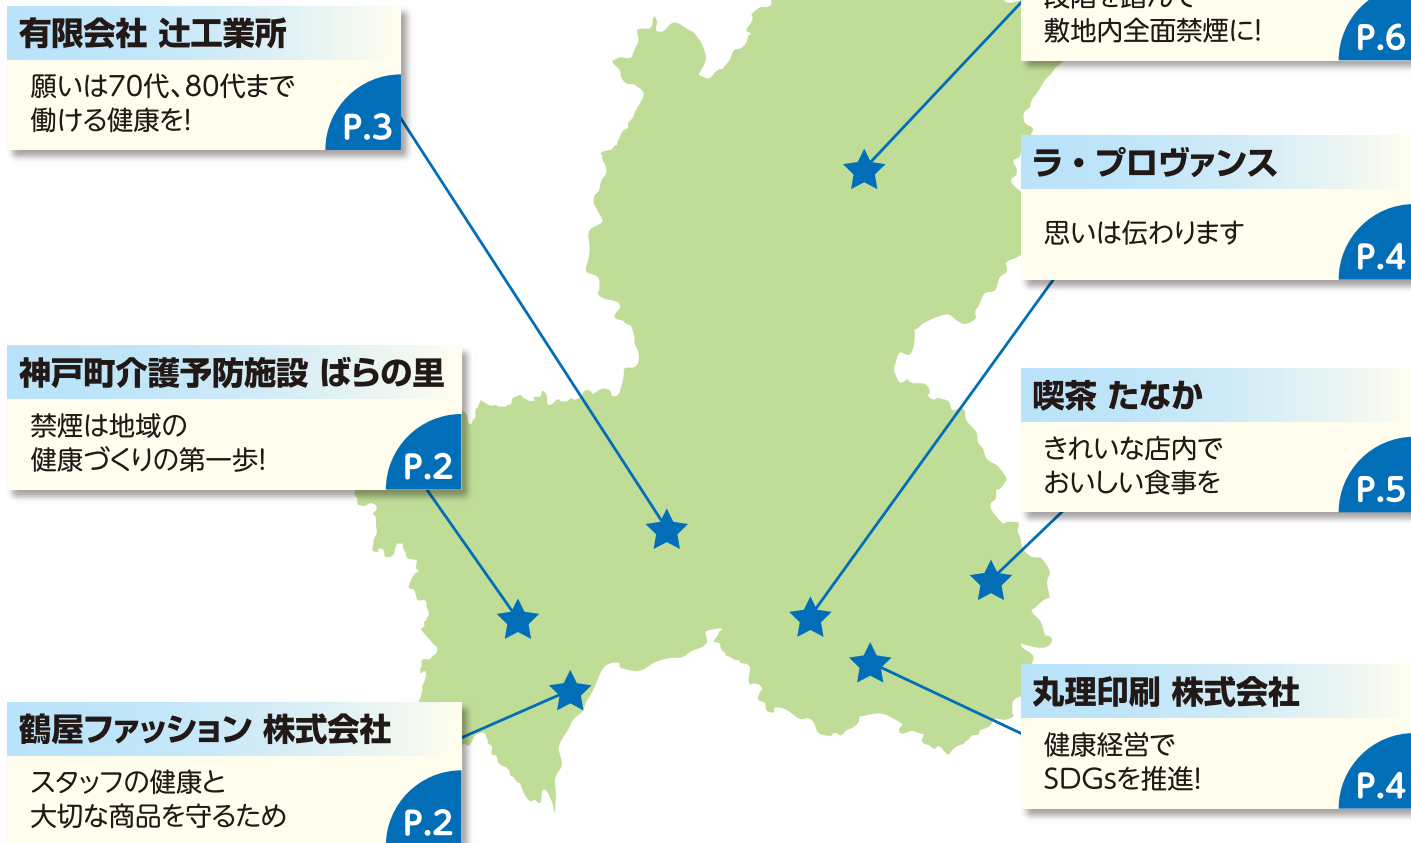 有限会社 辻工業所
願いは70代、80代まで
働ける健康を!
P.3
神戸町介護予防施設 ばらの里
禁煙は地域の
健康づくりの第一歩!
P.2
鶴屋ファッション 株式会社
スタッフの健康と
大切な商品を守るため
P.2
段階を踏んで
敷地内全面禁煙に!
P.6
ラ・プロヴァンス
思いは伝わります
P.4
喫茶 たなか
きれいな店内で
おいしい食事を
P.5
丸理印刷 株式会社
健康経営で
SDGsを推進!
P.4